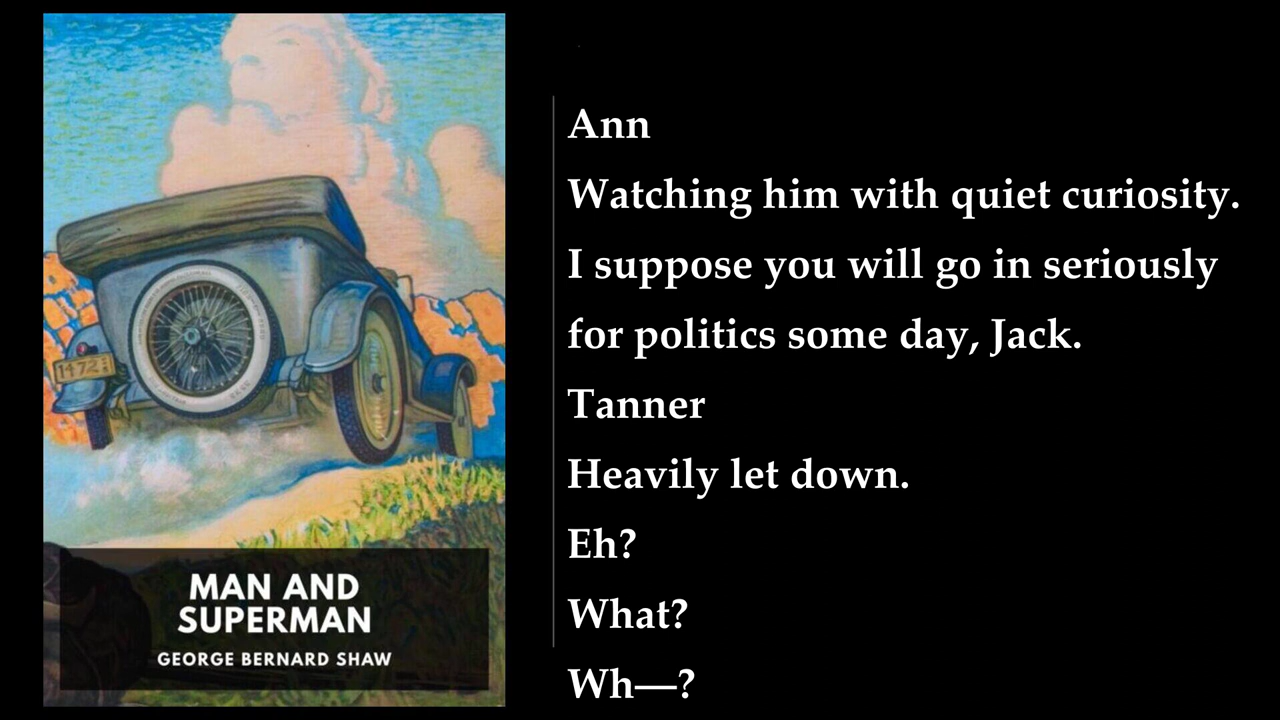 1472
MAN AND
SUPERMAN
GEORGE BERNARD SHAW
Ann
Watching him with quiet curiosity.
I suppose you will go in seriously
for politics some day, Jack.
Tanner
Heavily let down.
Eh?
What?
Wh—?